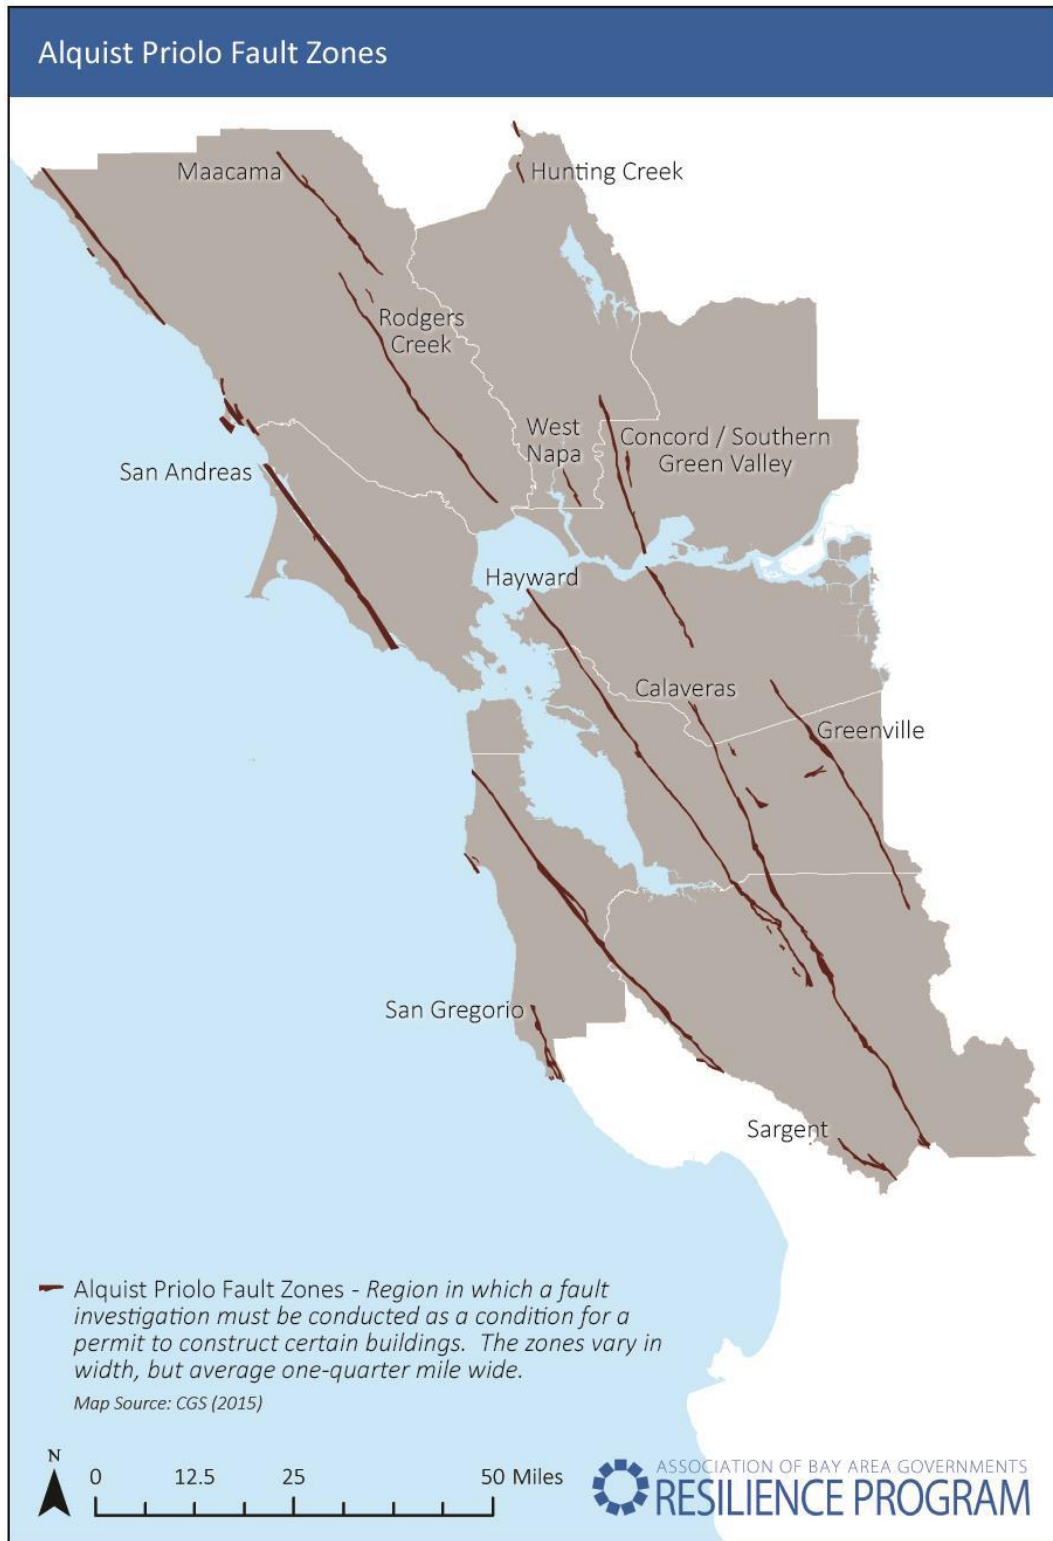 Alquist Priolo Fault Zones
Maacama
Hunting Creek
Rodgers
Creek
West
Napa
Concord / Southern
Green Valley
San Andreas
Hayward
Calaveras
Greenville
San Gregorio
Sargent
Alquist Priolo Fault Zones - Region in which a fault
investigation must be conducted as a condition for a
permit to construct certain buildings. The zones vary in
width, but average one-quarter mile wide.
Map Source: CGS (2015)
N
0 12.5 25 50 Miles
ASSOCIATION OF BAY AREA GOVERNMENTS
RESILIENCE PROGRAM